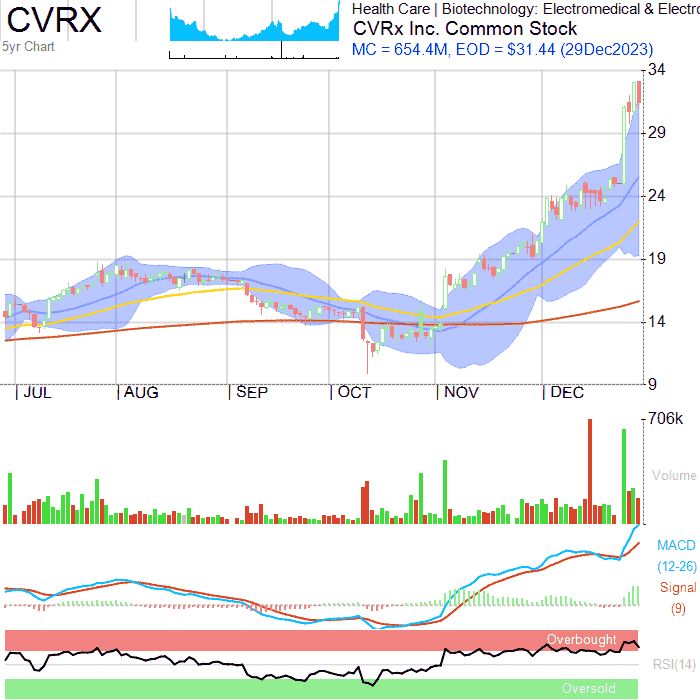 CVRX
5yr Chart
Health Care | Biotechnology: Electromedical & Electro
CVRx Inc. Common Stock
MC = 654.4M, EOD = $31.44 (29Dec2023)
34
29
24
19
14
9
JUL AUG SEP OCT NOV DEC
706k
Volume
MACD
(12-26)
Signal
(9)
Overbought
RSI(14)
Oversold